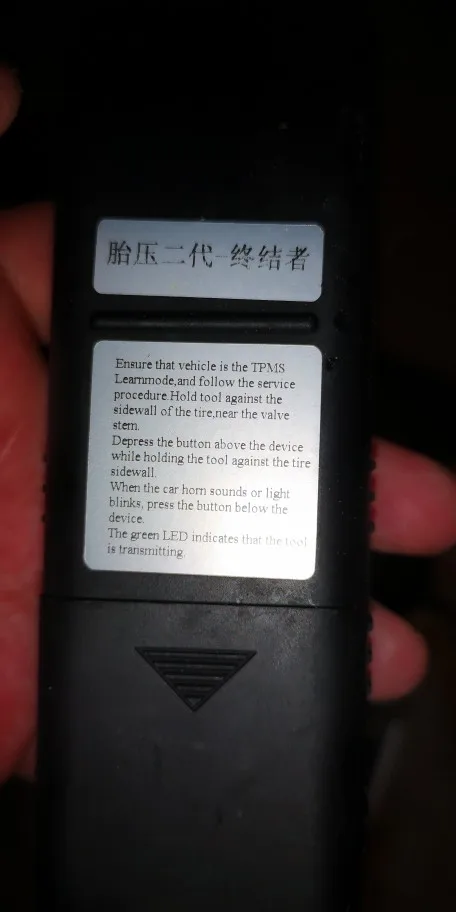 胎压二代-终结者
Ensure that vehicle is the TPMS
Learnmode,and follow the service
procedure.Hold tool against the
sidewall of the tire,near the valve
stem.
Depress the button above the device
while holding the tool against the tire
sidewall.
When the car horn sounds or light
blinks, press the button below the
device.
The green LED indicates that the tool
is transmitting.